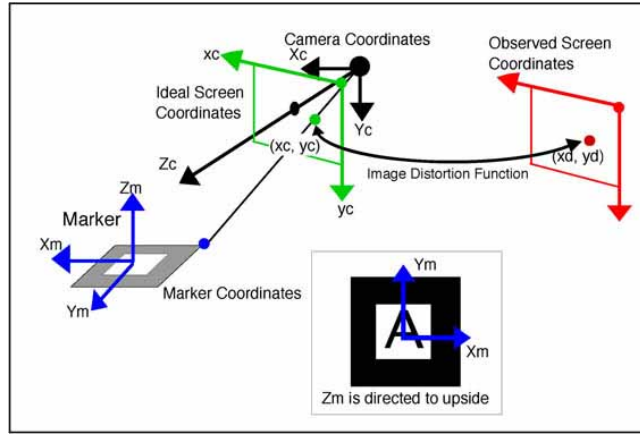 Camera Coordinates
Observed Screen
Coordinates
xc
Xc
Ideal Screen
Coordinates
Yc
(xc, yc)
(xd, yd)
Zc
Image Distortion Function
yc
Zm
Marker
Xm
Ym
Marker Coordinates
Ym
A
Xm
Zm is directed to upside